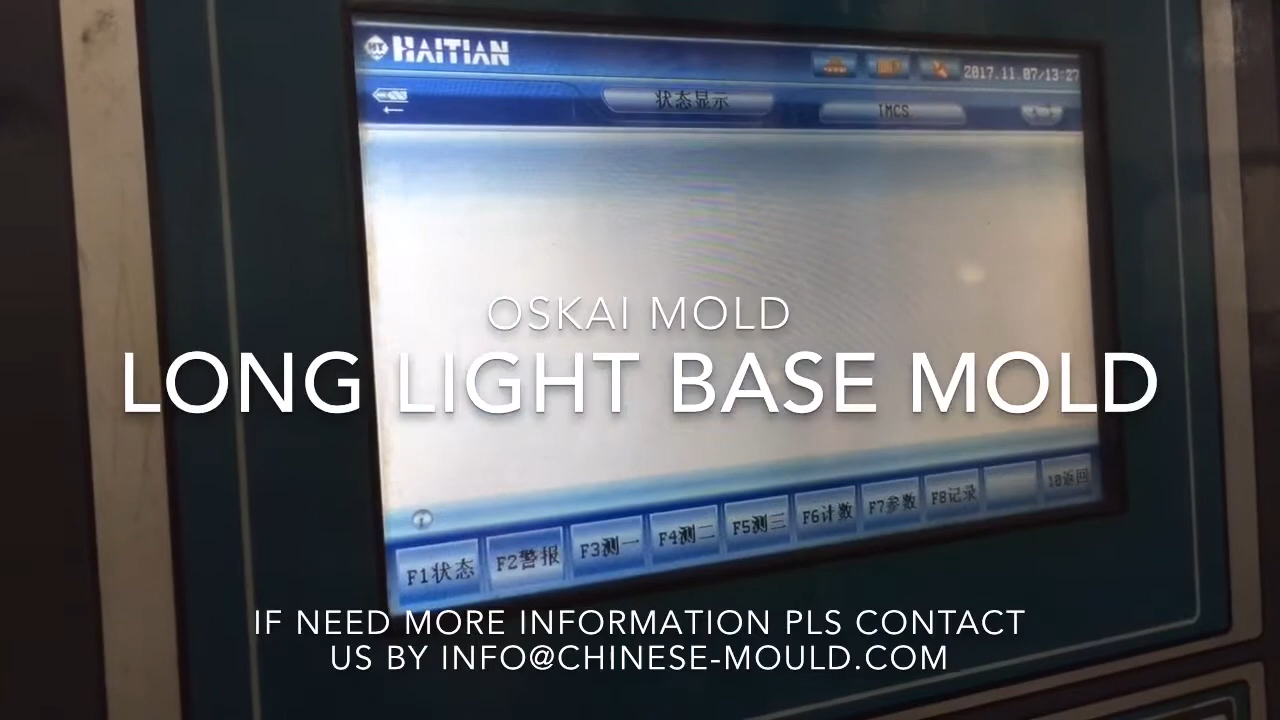 HAITIAN
2017.11.07/13:27
状态显示
IMCS
OSKAI MOLD
LONG LIGHT BASE MOLD
F1状态 F2警报 F3测一 F4测二 F5测三 F6计数 F7参数 F8记录 10返回
IF NEED MORE INFORMATION PLS CONTACT
US BY INFO@CHINESE-MOULD.COM